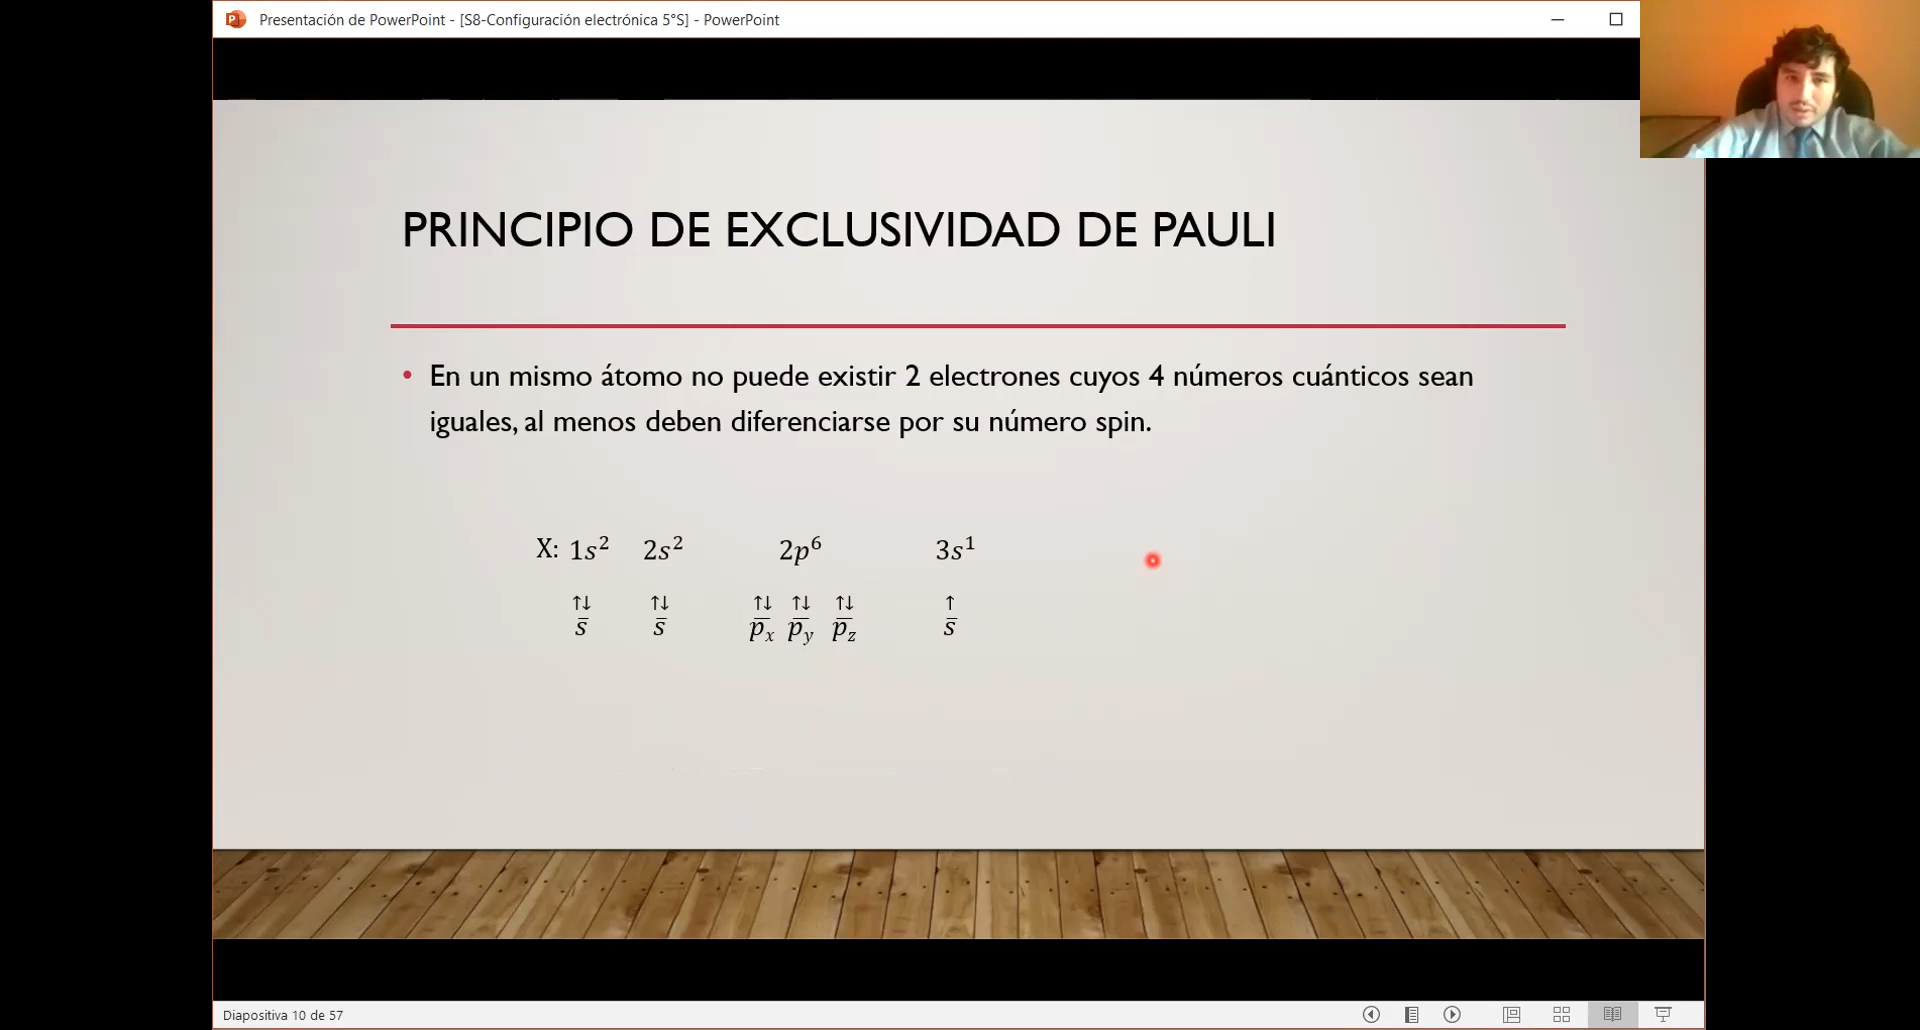 Presentación de PowerPoint - [S8-Configuración electrónica 5°S] - PowerPoint
PRINCIPIO DE EXCLUSIVIDAD DE PAULI
• En un mismo átomo no puede existir 2 electrones cuyos 4 números cuánticos sean
iguales, al menos deben diferenciarse por su número spin.
X: 1s² 2s² 2p⁶ 3s¹
↑↓ ↑↓ ↑↓ ↑↓ ↑↓ ↑
s s pₓ p_y p_z s
Diapositiva 10 de 57